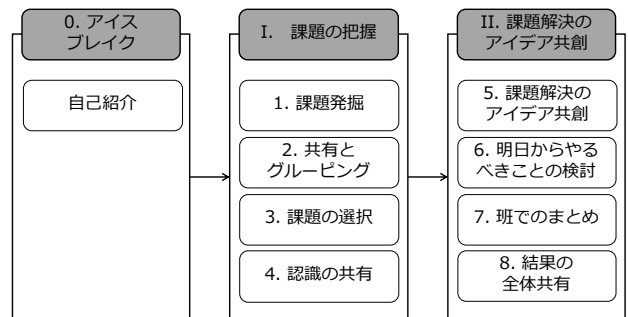 0. アイス
ブレイク
自己紹介
I. 課題の把握
1. 課題発掘
2. 共有と
グルーピング
3. 課題の選択
4. 認識の共有
II. 課題解決の
アイデア共創
5. 課題解決の
アイデア共創
6. 明日からやる
べきことの検討
7. 班でのまとめ
8. 結果の
全体共有